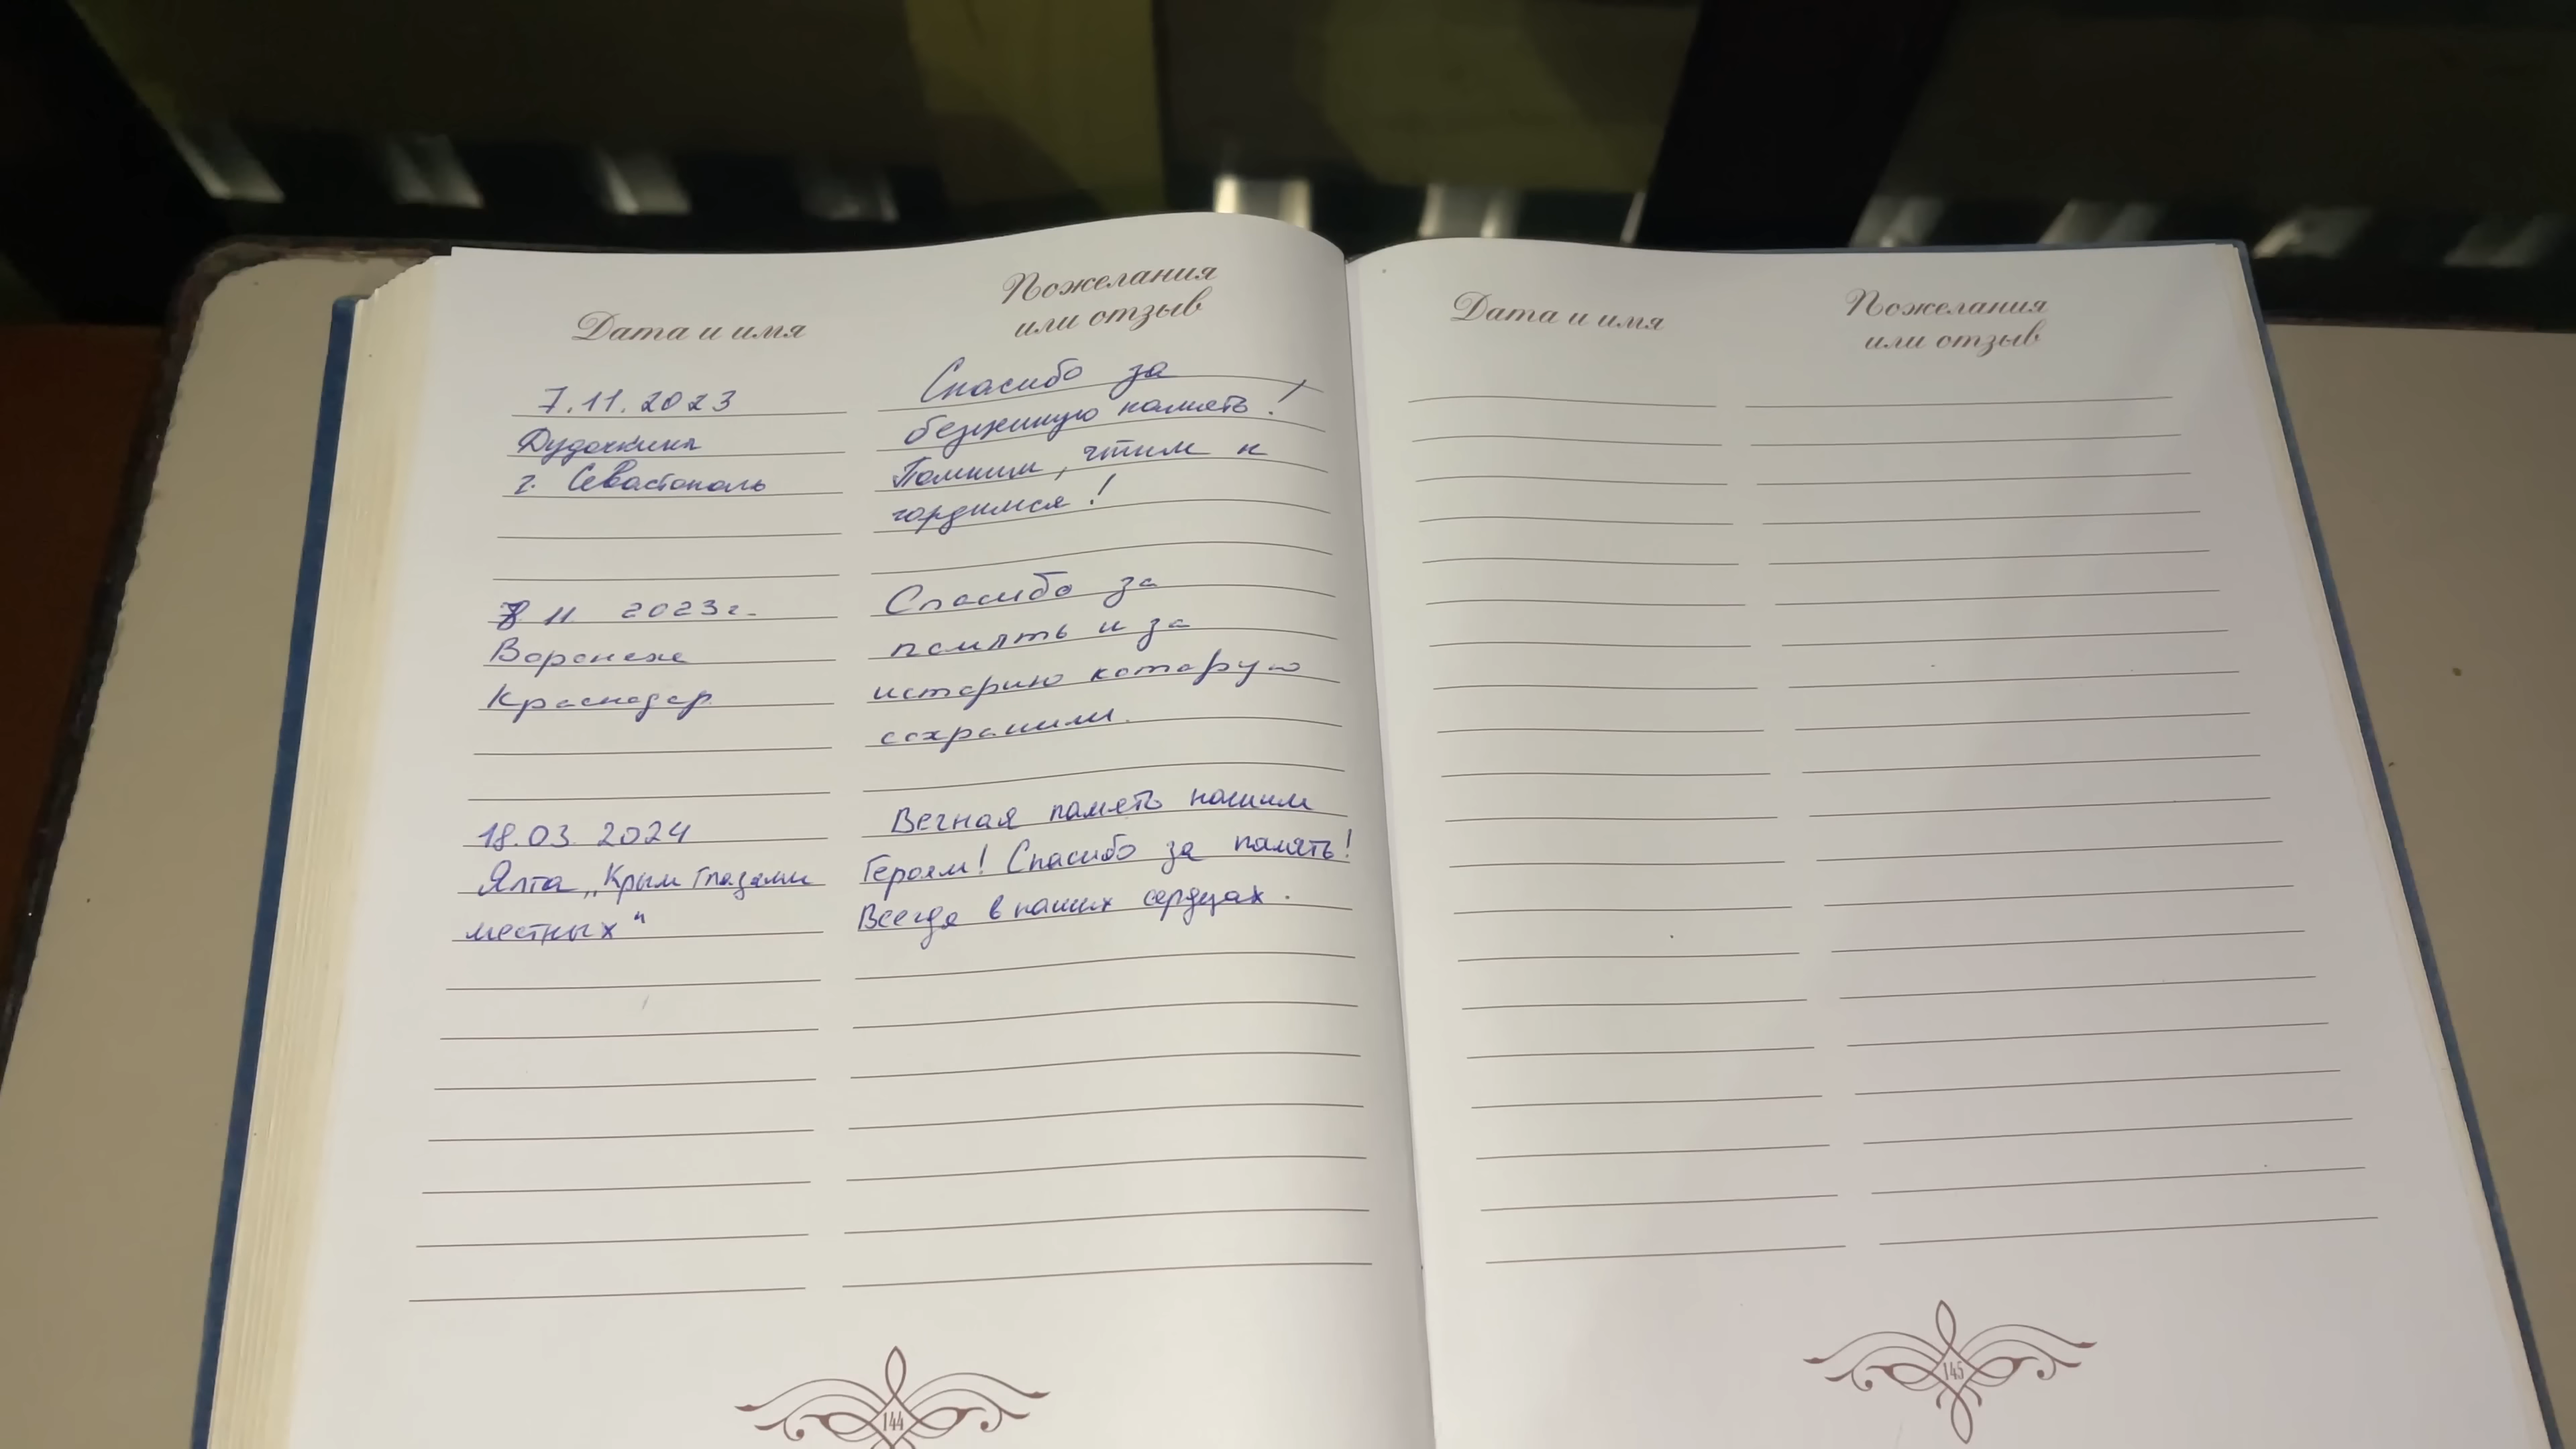 Дата и имя
Пожелания
или отзыв
7.11.2023
Дудочкина
г. Севастополь
Спасибо за
память!
Помним, чтим и
гордимся!
8 11 2023г.
Воронеж
Краснодар
Спасибо за
память и за
историю которую
сохранили.
18.03.2024
Ялта „Крым глазами
местных"
Вечная память нашим
Героям! Спасибо за память!
Всегда в наших сердцах.
144
Дата и имя
Пожелания
или отзыв
145